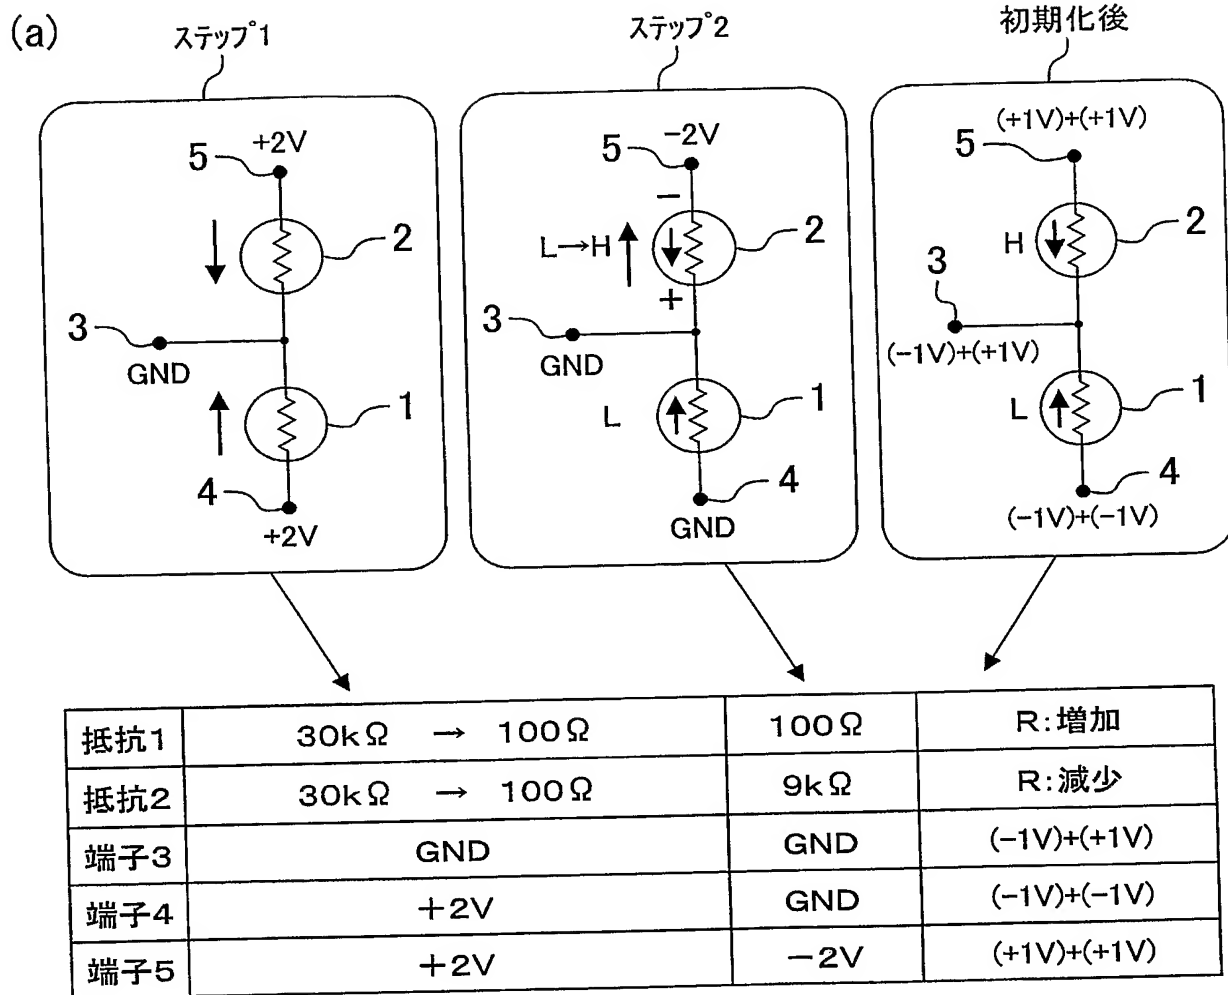 (a)
ステップ1
5
+2V
2
3
GND
1
4
+2V
ステップ2
5
−2V
−
2
L→H
+
3
GND
L
1
4
GND
初期化後
(+1V)+(+1V)
5
H
2
3
(−1V)+(+1V)
L
1
4
(−1V)+(−1V)
抵抗1 30kΩ → 100Ω 100Ω R:増加
抵抗2 30kΩ → 100Ω 9kΩ R:減少
端子3 GND GND (−1V)+(+1V)
端子4 +2V GND (−1V)+(−1V)
端子5 +2V −2V (+1V)+(+1V)